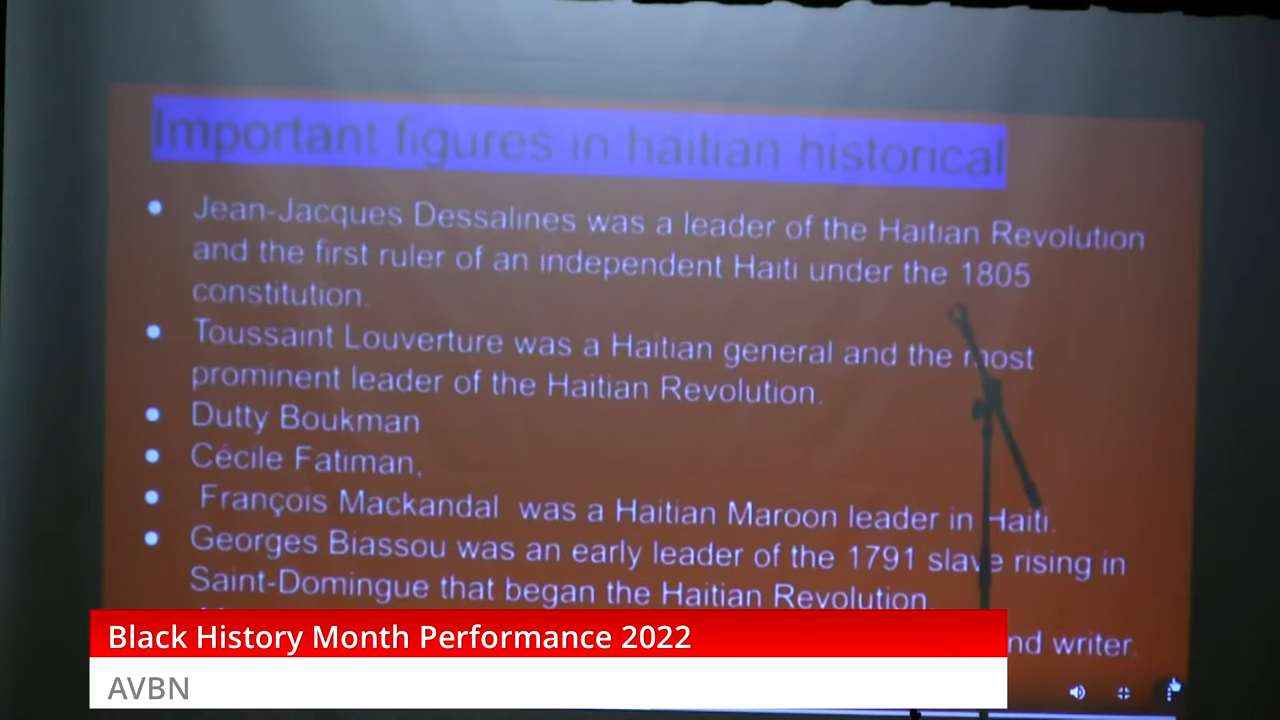 Important figures in haitian historical
• Jean-Jacques Dessalines was a leader of the Haitian Revolution
and the first ruler of an independent Haiti under the 1805
constitution.
• Toussaint Louverture was a Haitian general and the most
prominent leader of the Haitian Revolution.
• Dutty Boukman
• Cécile Fatiman,
• François Mackandal was a Haitian Maroon leader in Haiti.
• Georges Biassou was an early leader of the 1791 slave rising in
Saint-Domingue that began the Haitian Revolution.
writer.
Black History Month Performance 2022
AVBN